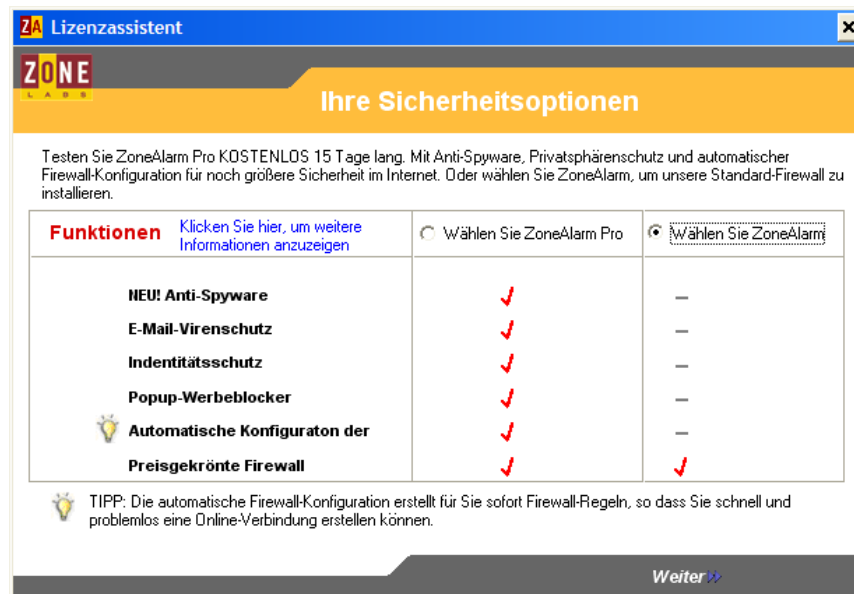 ZA Lizenzassistent
ZONE
LABS
Ihre Sicherheitsoptionen
Testen Sie ZoneAlarm Pro KOSTENLOS 15 Tage lang. Mit Anti-Spyware, Privatsphärenschutz und automatischer
Firewall-Konfiguration für noch größere Sicherheit im Internet. Oder wählen Sie ZoneAlarm, um unsere Standard-Firewall zu
installieren.
Funktionen
Klicken Sie hier, um weitere
Informationen anzuzeigen
Wählen Sie ZoneAlarm Pro
Wählen Sie ZoneAlarm
NEU! Anti-Spyware
E-Mail-Virenschutz
Indentitätsschutz
Popup-Werbeblocker
Automatische Konfiguraton der
Preisgekrönte Firewall
TIPP: Die automatische Firewall-Konfiguration erstellt für Sie sofort Firewall-Regeln, so dass Sie schnell und
problemlos eine Online-Verbindung erstellen können.
Weiter